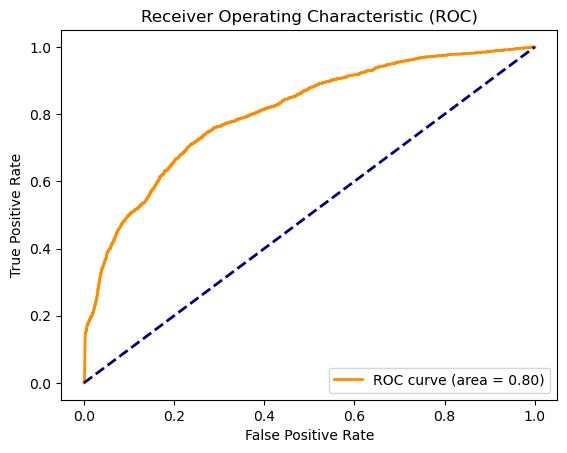 Receiver Operating Characteristic (ROC)
True Positive Rate
1.0
0.8
0.6
0.4
0.2
0.0
ROC curve (area = 0.80)
0.0 0.2 0.4 0.6 0.8 1.0
False Positive Rate